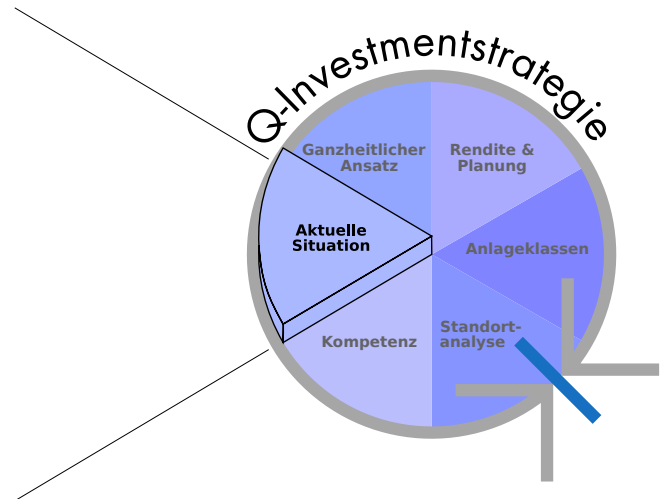 Q-Investmentstrategie
Ganzheitlicher
Ansatz
Rendite &
Planung
Aktuelle
Situation
Anlageklassen
Kompetenz
Standort-
analyse